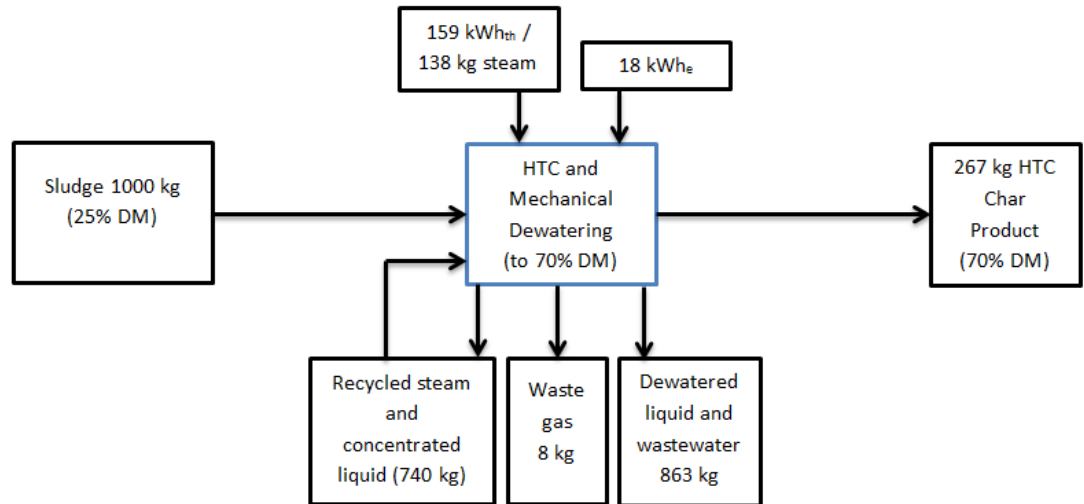 159 kWhth /
138 kg steam
18 kWhe
Sludge 1000 kg
(25% DM)
HTC and
Mechanical
Dewatering
(to 70% DM)
267 kg HTC
Char
Product
(70% DM)
Recycled steam
and
concentrated
liquid (740 kg)
Waste
gas
8 kg
Dewatered
liquid and
wastewater
863 kg